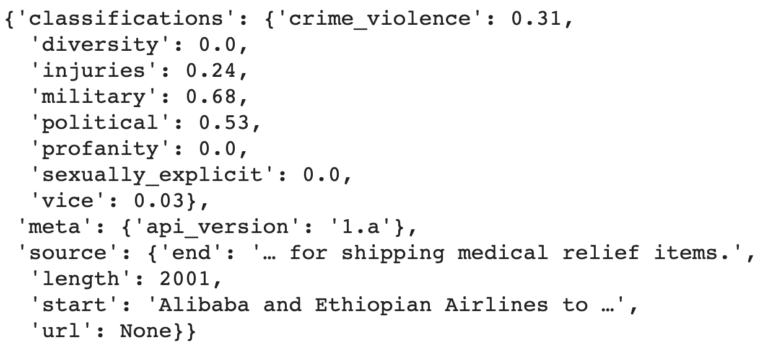 {'classifications': {'crime_violence': 0.31,
  'diversity': 0.0,
  'injuries': 0.24,
  'military': 0.68,
  'political': 0.53,
  'profanity': 0.0,
  'sexually_explicit': 0.0,
  'vice': 0.03},
 'meta': {'api_version': '1.a'},
 'source': {'end': '… for shipping medical relief items.',
  'length': 2001,
  'start': 'Alibaba and Ethiopian Airlines to …',
  'url': None}}